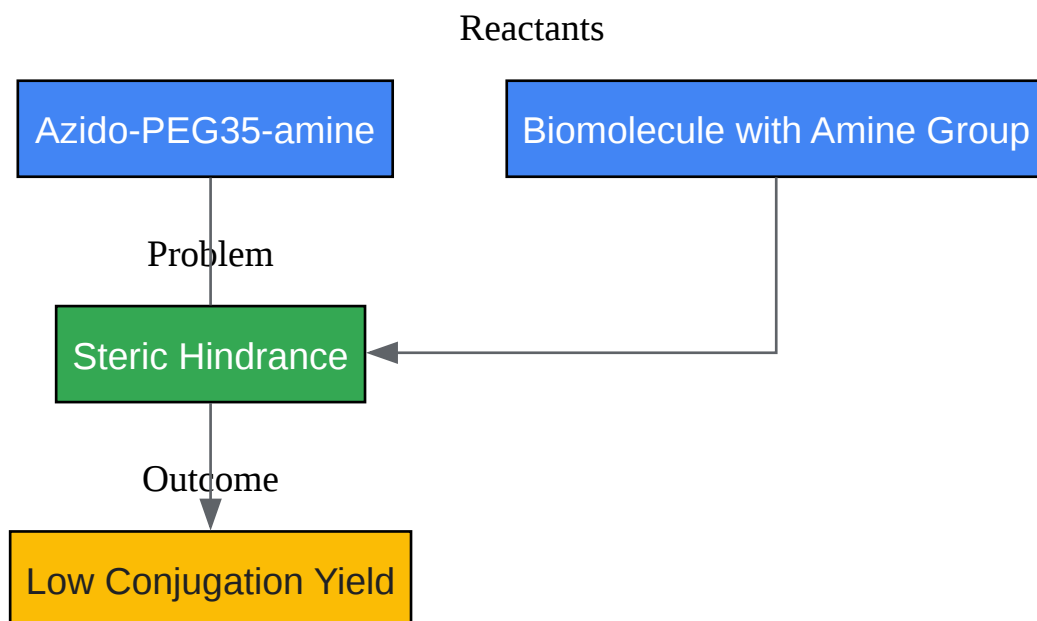 Reactants
Azido-PEG35-amine
Biomolecule with Amine Group
Problem
Steric Hindrance
Outcome
Low Conjugation Yield